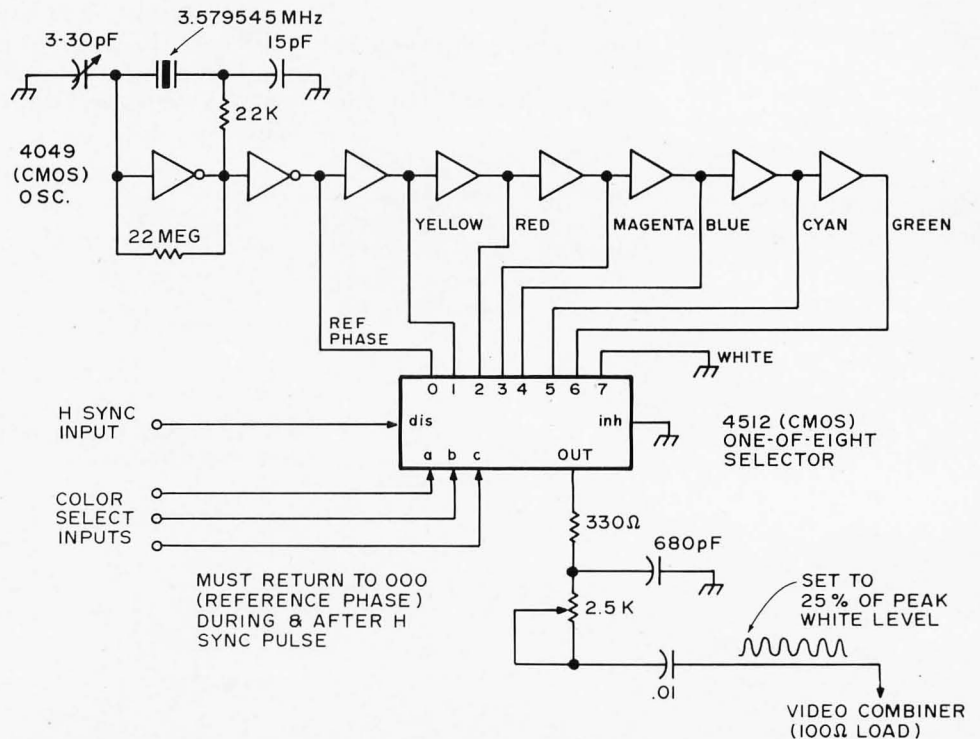 3.579545 MHz
3-30pF
15pF
22K
4049
(CMOS)
OSC.
22 MEG
YELLOW
RED
MAGENTA
BLUE
CYAN
GREEN
REF
PHASE
WHITE
0 1 2 3 4 5 6 7
H SYNC
INPUT
dis
inh
4512 (CMOS)
ONE-OF-EIGHT
SELECTOR
a b c
OUT
COLOR
SELECT
INPUTS
330Ω
680pF
MUST RETURN TO 000
(REFERENCE PHASE)
DURING & AFTER H
SYNC PULSE
2.5K
SET TO
25% OF PEAK
WHITE LEVEL
.01
VIDEO COMBINER
(100Ω LOAD)